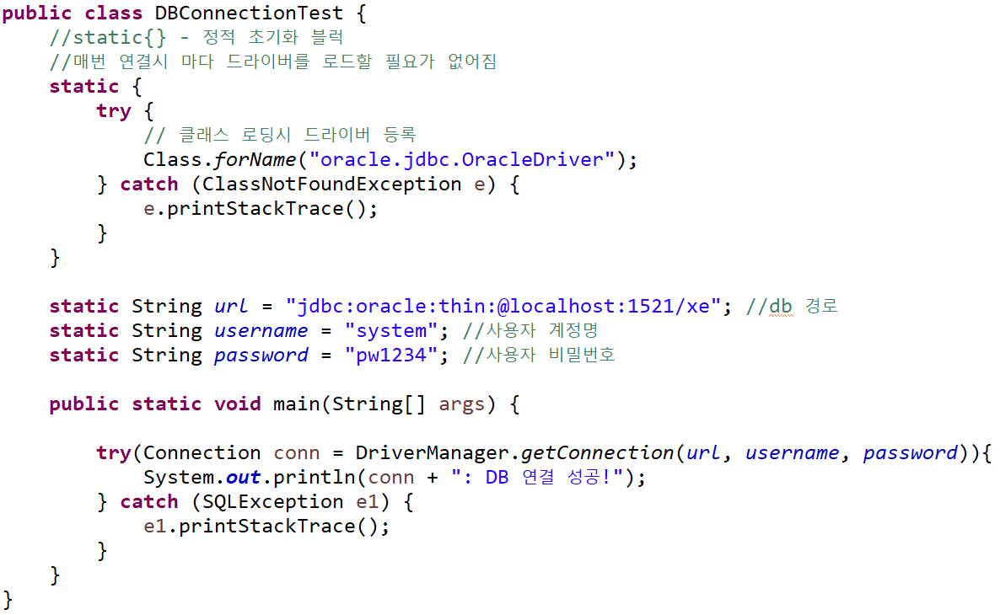 public class DBConnectionTest {
//static{} - 정적 초기화 블럭
//매번 연결시 마다 드라이버를 로드할 필요가 없어짐
static {
try {
// 클래스 로딩시 드라이버 등록
Class.forName("oracle.jdbc.OracleDriver");
} catch (ClassNotFoundException e) {
e.printStackTrace();
}
}
static String url = "jdbc:oracle:thin:@localhost:1521/xe"; //db 경로
static String username = "system"; //사용자 계정명
static String password = "pw1234"; //사용자 비밀번호
public static void main(String[] args) {
try(Connection conn = DriverManager.getConnection(url, username, password)){
System.out.println(conn + ": DB 연결 성공!");
} catch (SQLException e1) {
e1.printStackTrace();
}
}
}